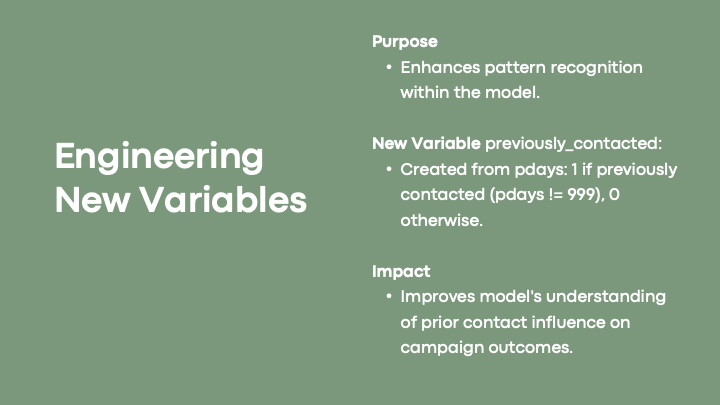 Engineering
New Variables
Purpose
• Enhances pattern recognition
within the model.
New Variable previously_contacted:
• Created from pdays: 1 if previously
contacted (pdays != 999), 0
otherwise.
Impact
• Improves model's understanding
of prior contact influence on
campaign outcomes.